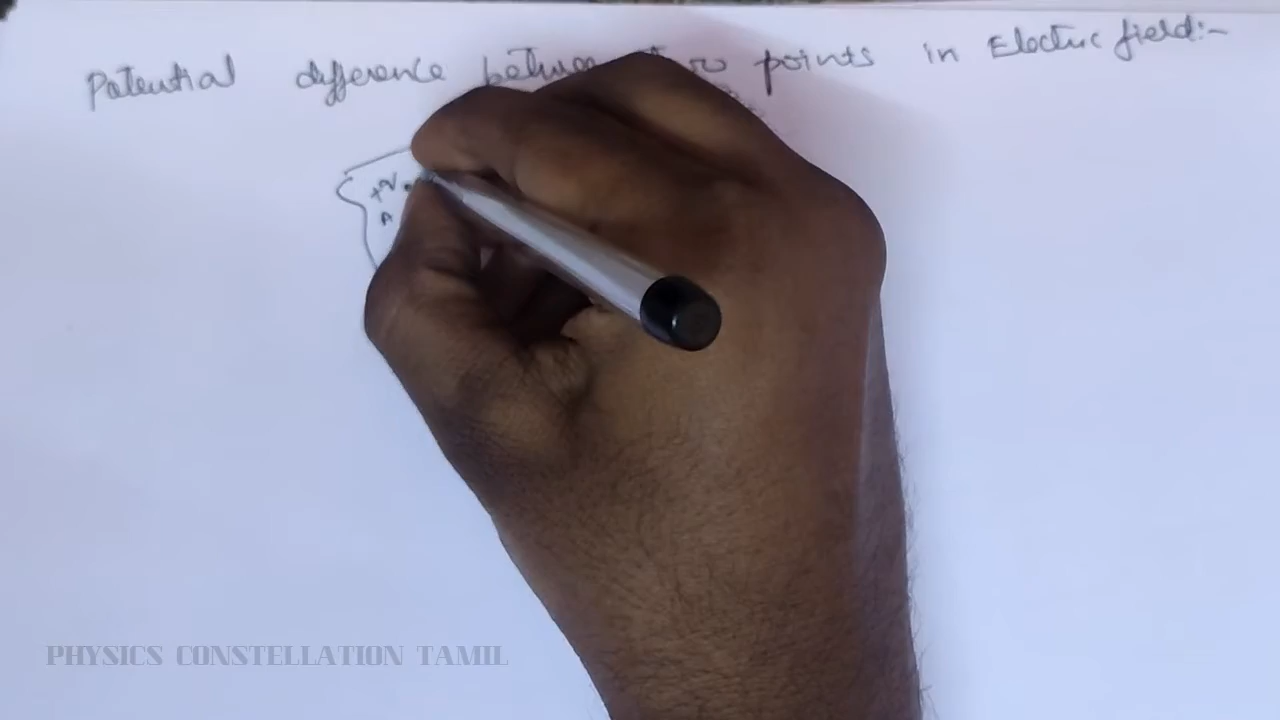 Potential difference between two points in Electric field:-
+q
A
PHYSICS CONSTELLATION TAMIL